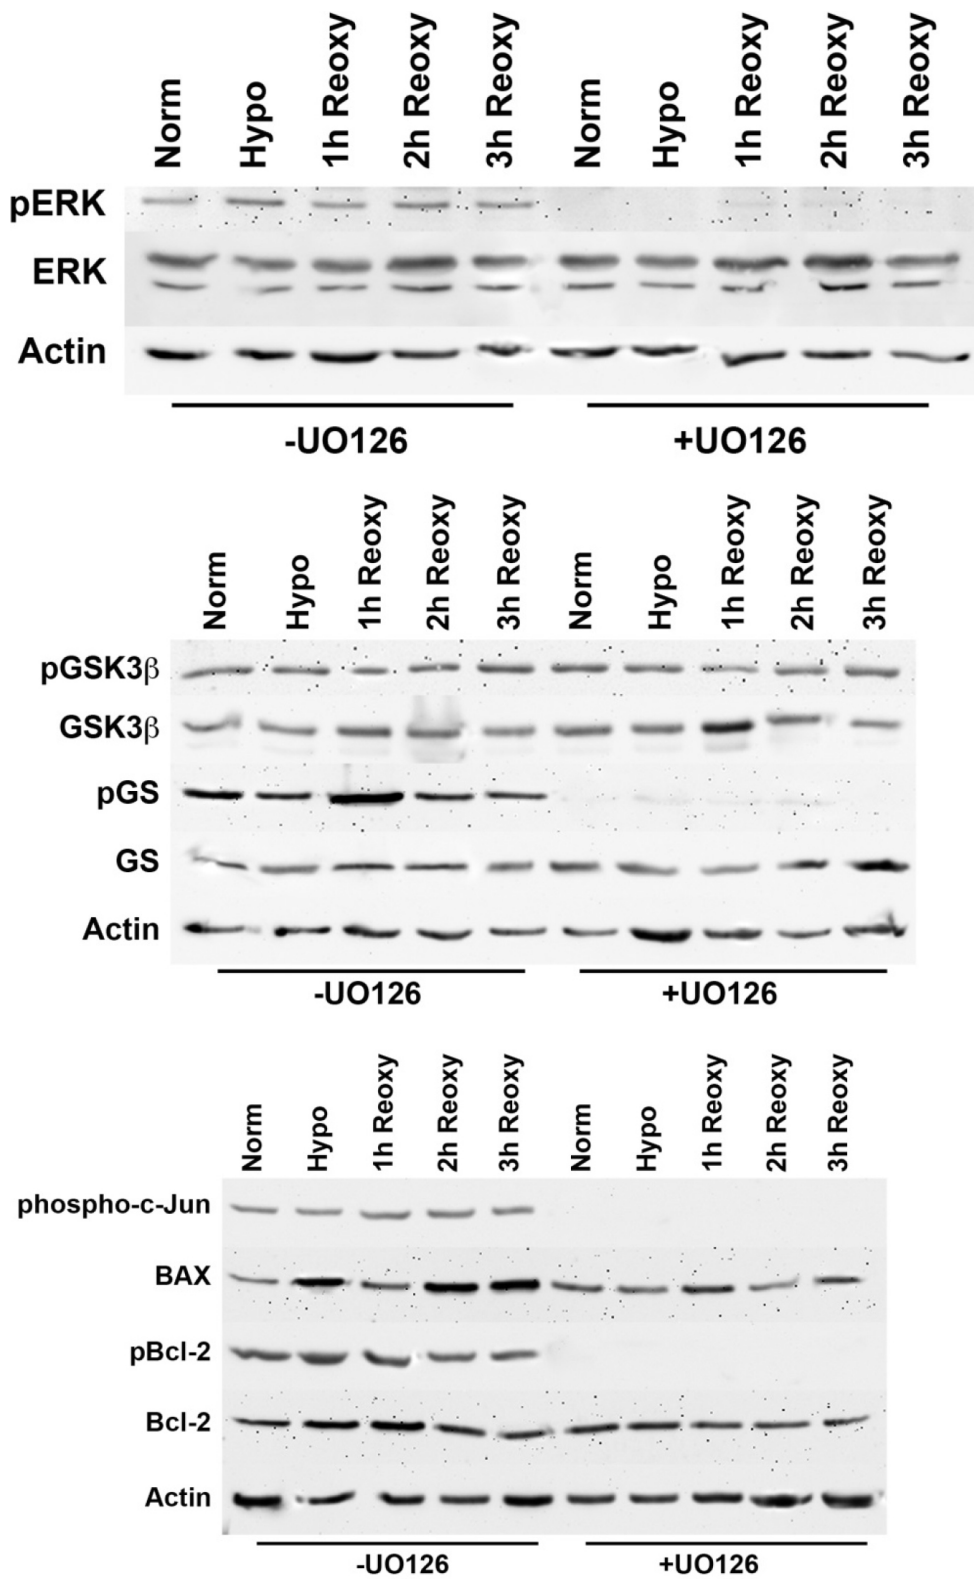 Norm Hypo 1h Reoxy 2h Reoxy 3h Reoxy Norm Hypo 1h Reoxy 2h Reoxy 3h Reoxy
pERK
ERK
Actin
-UO126 +UO126
Norm Hypo 1h Reoxy 2h Reoxy 3h Reoxy Norm Hypo 1h Reoxy 2h Reoxy 3h Reoxy
pGSK3β
GSK3β
pGS
GS
Actin
-UO126 +UO126
Norm Hypo 1h Reoxy 2h Reoxy 3h Reoxy Norm Hypo 1h Reoxy 2h Reoxy 3h Reoxy
phospho-c-Jun
BAX
pBcl-2
Bcl-2
Actin
-UO126 +UO126